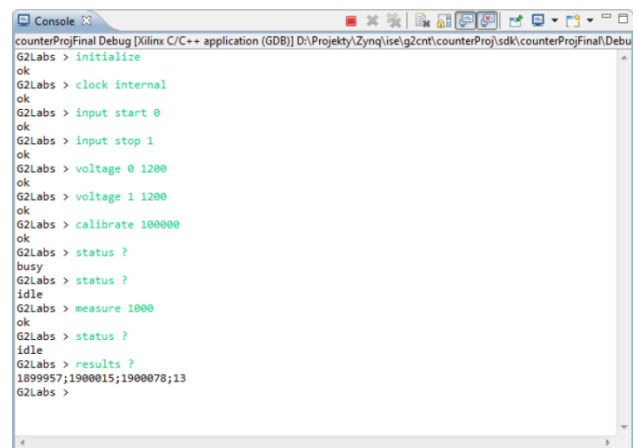 Console
counterProjFinal Debug [Xilinx C/C++ application (GDB)] D:\Projekty\Zynq\ise\g2cnt\counterProj\sdk\counterProjFinal\Debu
G2Labs > initialize
ok
G2Labs > clock internal
ok
G2Labs > input start 0
ok
G2Labs > input stop 1
ok
G2Labs > voltage 0 1200
ok
G2Labs > voltage 1 1200
ok
G2Labs > calibrate 100000
ok
G2Labs > status ?
busy
G2Labs > status ?
idle
G2Labs > measure 1000
ok
G2Labs > status ?
idle
G2Labs > results ?
1899957;1900015;1900078;13
G2Labs >